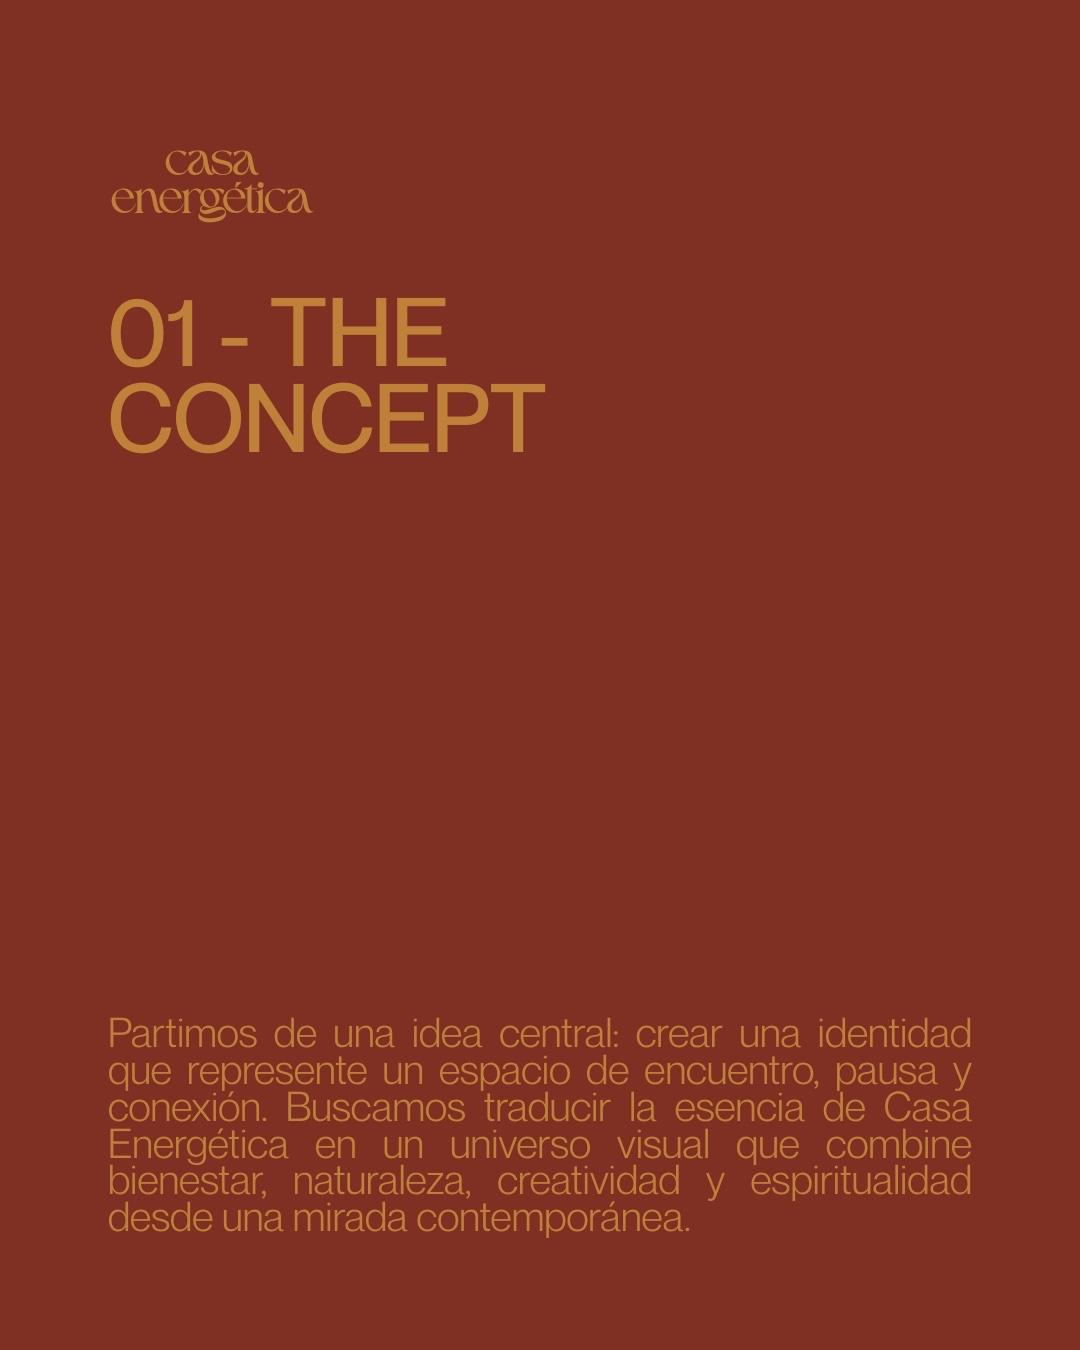 casa
energética
01 - THE
CONCEPT
Partimos de una idea central: crear una identidad
que represente un espacio de encuentro, pausa y
conexión. Buscamos traducir la esencia de Casa
Energética en un universo visual que combine
bienestar, naturaleza, creatividad y espiritualidad
desde una mirada contemporánea.